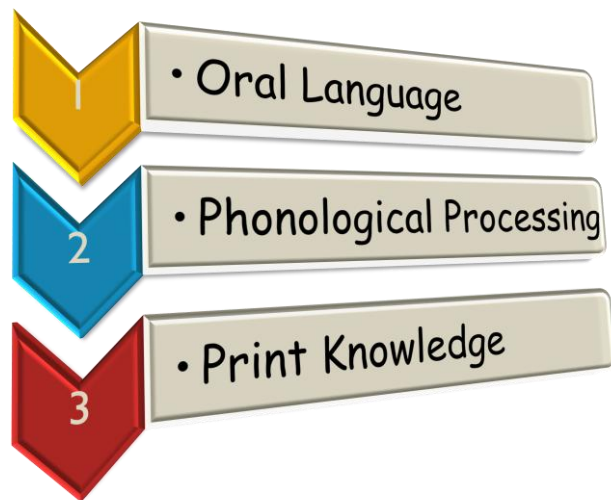 1
• Oral Language
2
• Phonological Processing
3
• Print Knowledge